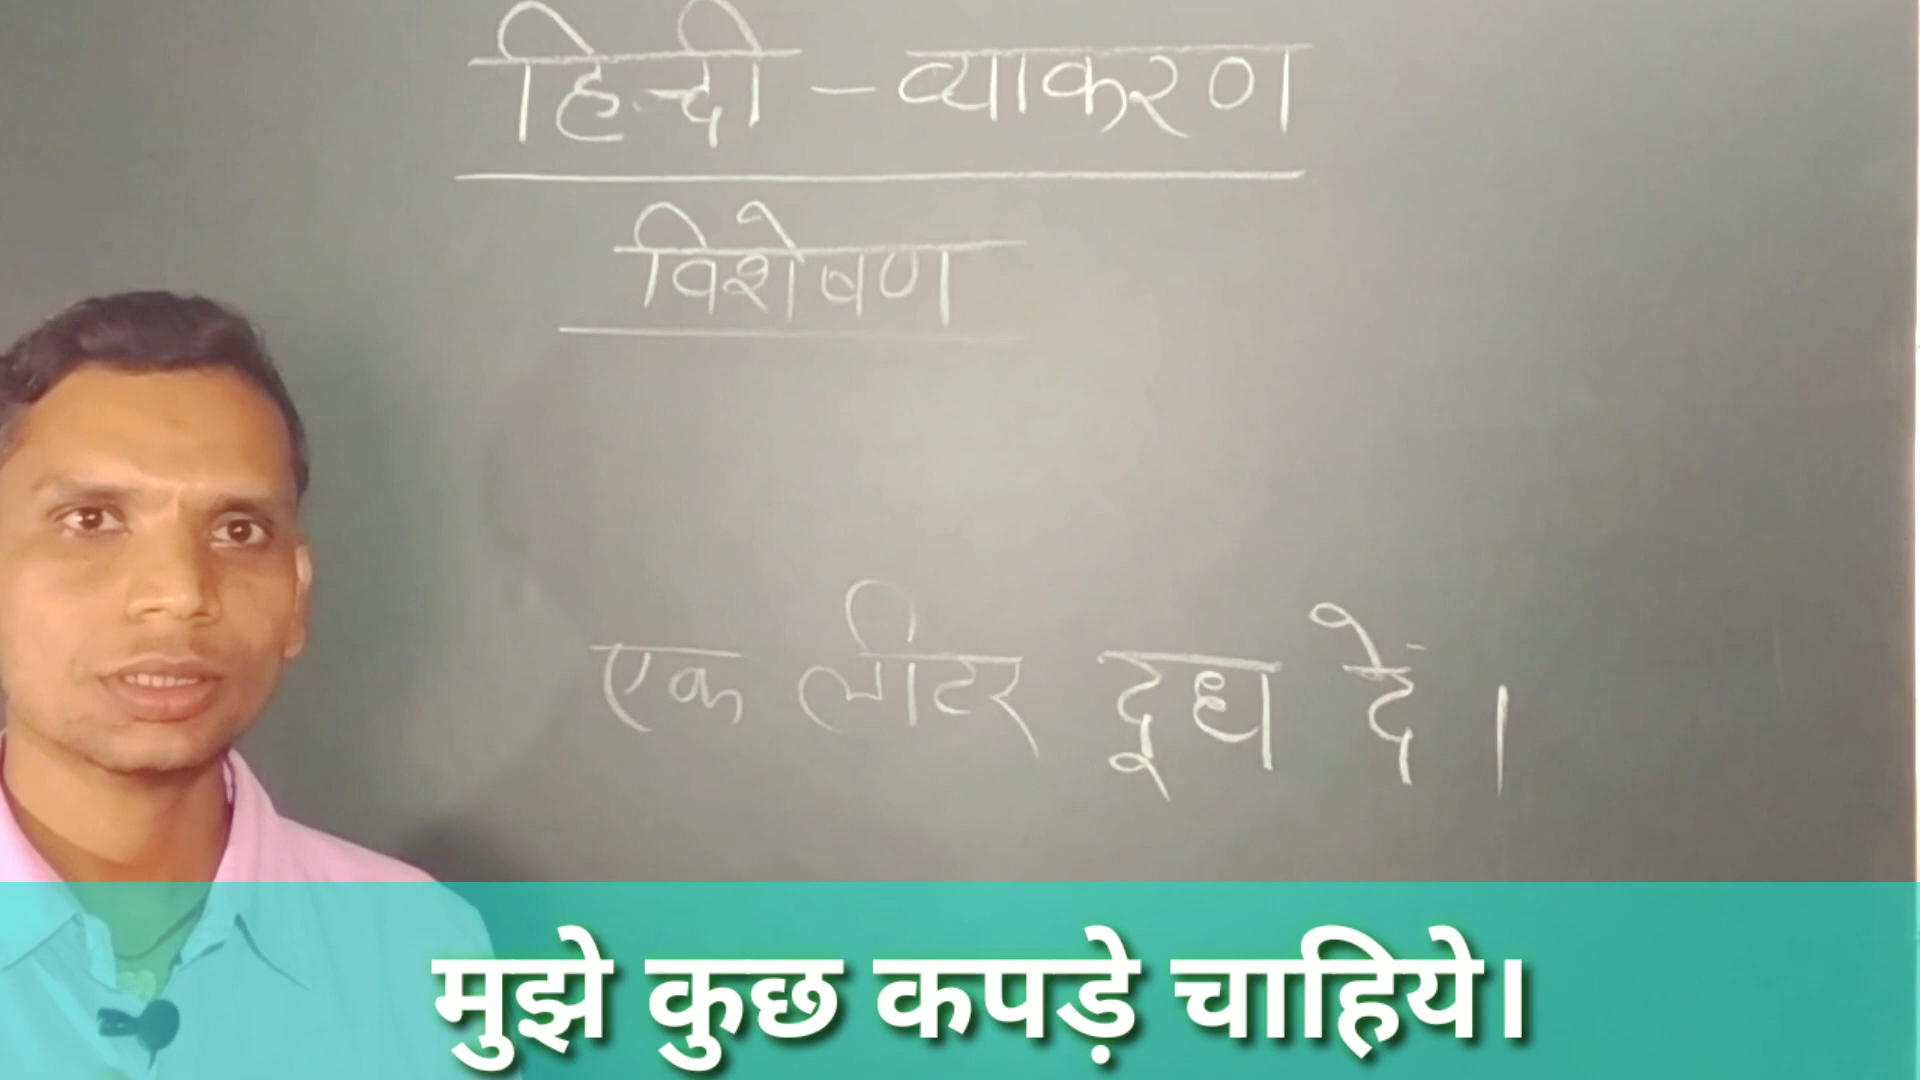 हिन्दी - व्याकरण
विशेषण
एक लीटर दूध दें।
मुझे कुछ कपड़े चाहिये।